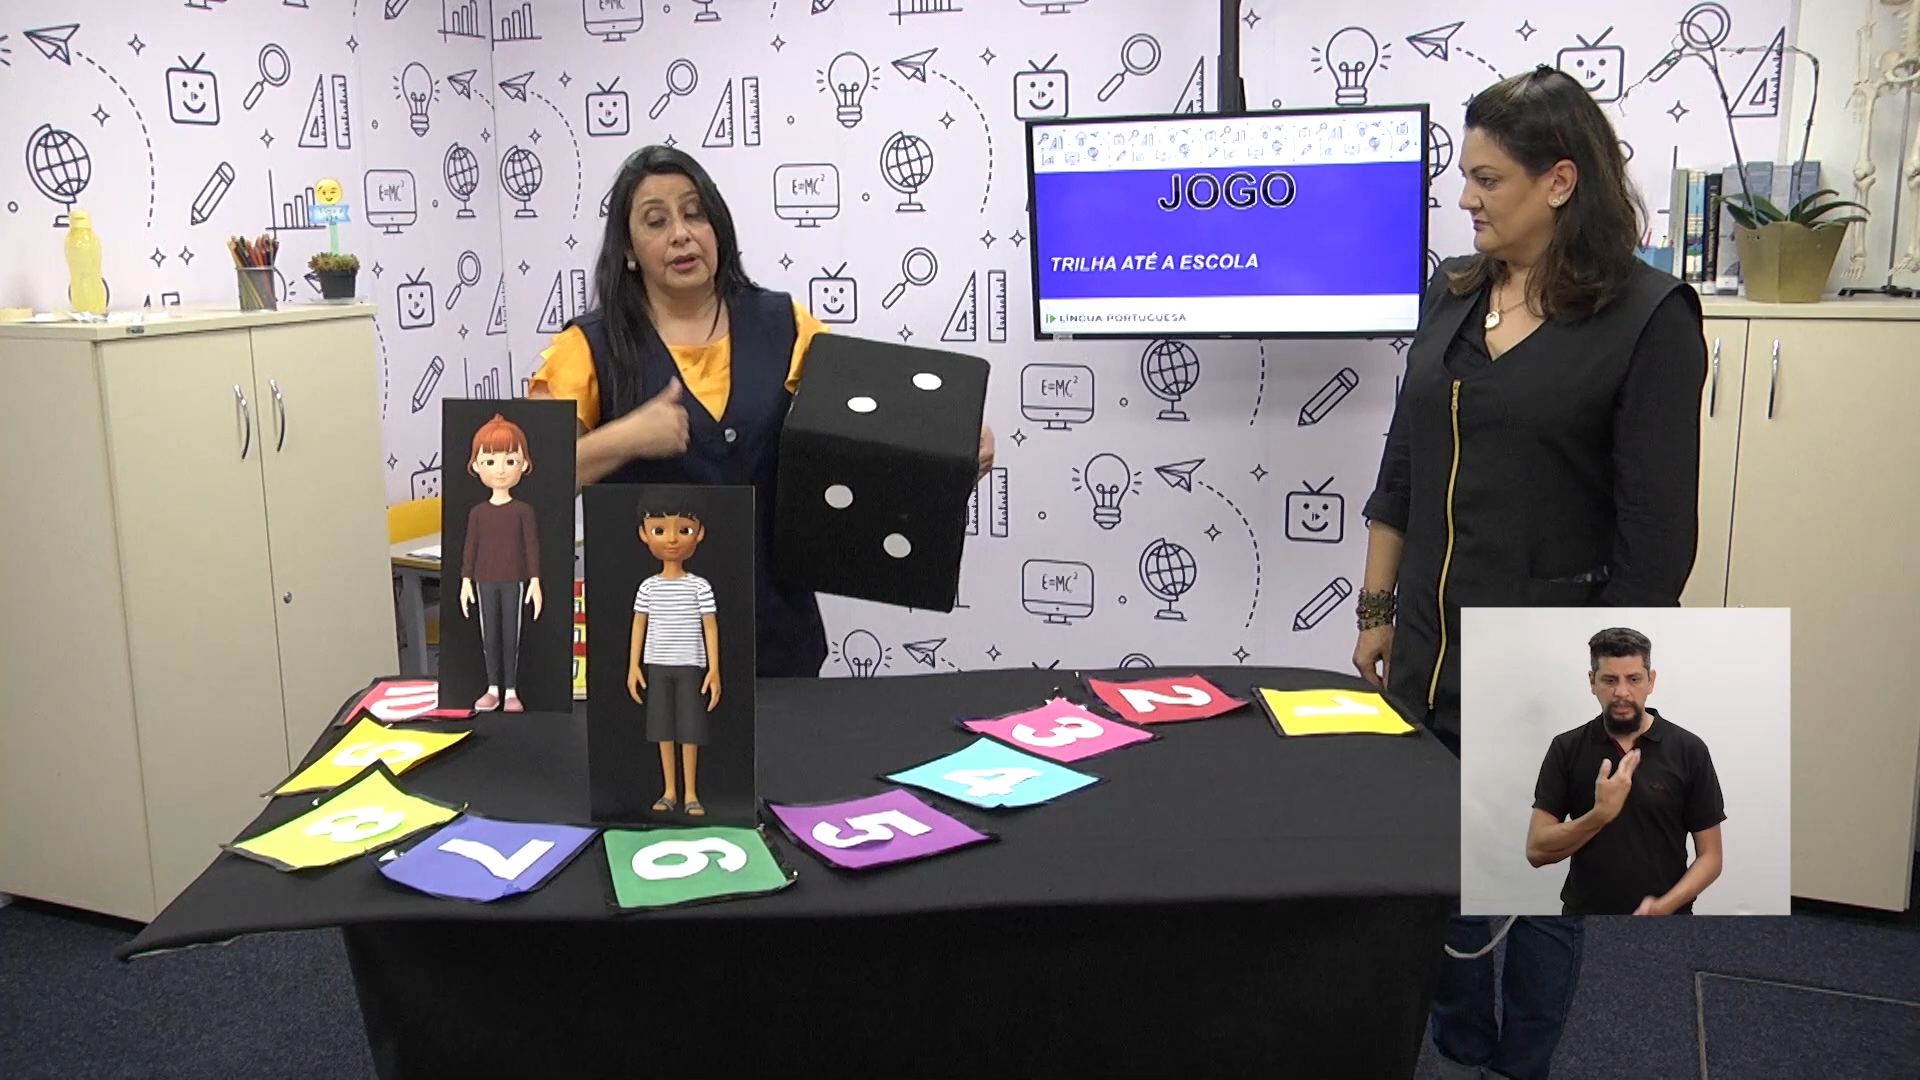 JOGO
TRILHA ATÉ A ESCOLA
LÍNGUA PORTUGUESA
E=MC²
E=MC²
E=MC²
E=MC²
1
2
3
4
5
6
7
8
9
10